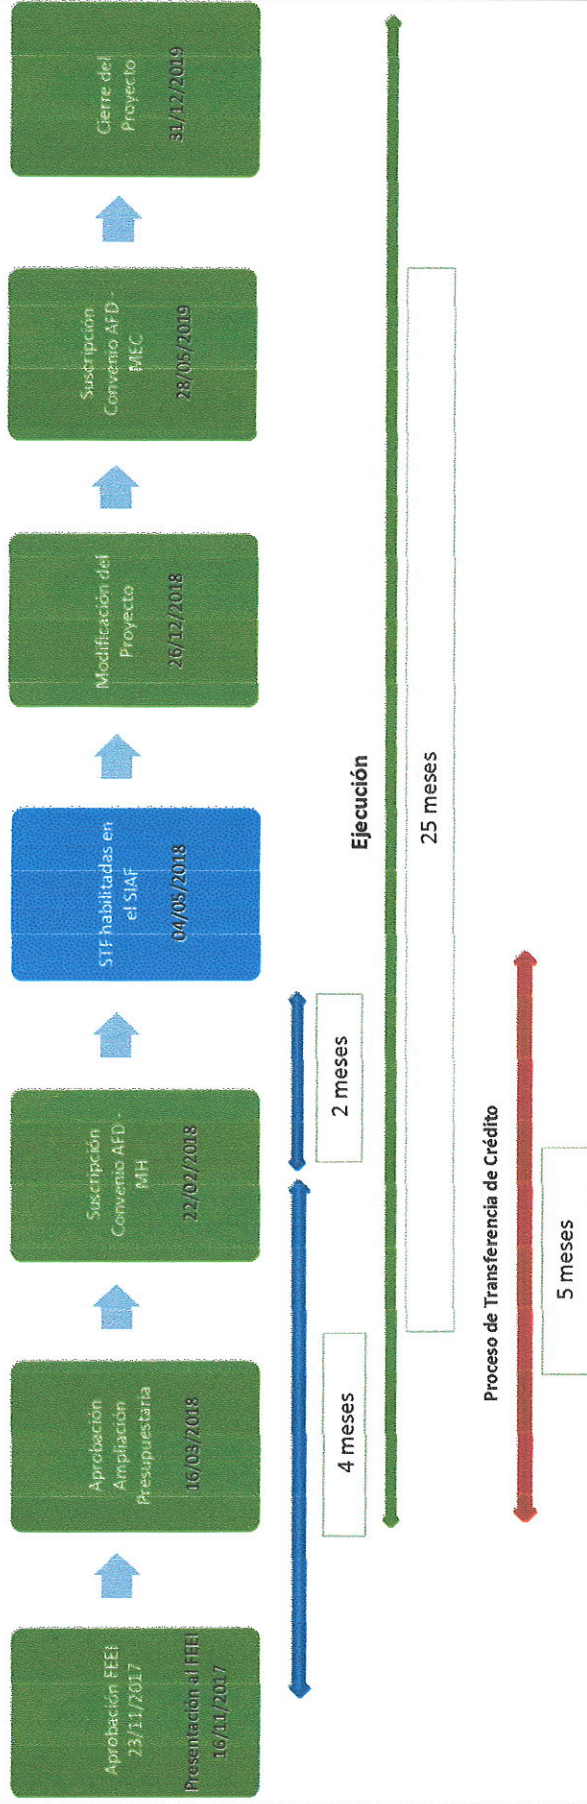 Aprobación FEEI
23/11/2017
Presentación al FEEI
16/11/2017
Aprobación
Ampliación
Presupuestaria
16/03/2018
Suscripción
Convenio AFD -
MH
22/02/2018
STF habilitadas en
el SIAF
04/05/2018
Modificación del
Proyecto
26/12/2018
Suscripción
Convenio AFD -
MEC
28/05/2019
Cierre del
Proyecto
31/12/2019
4 meses
2 meses
Ejecución
25 meses
Proceso de Transferencia de Crédito
5 meses